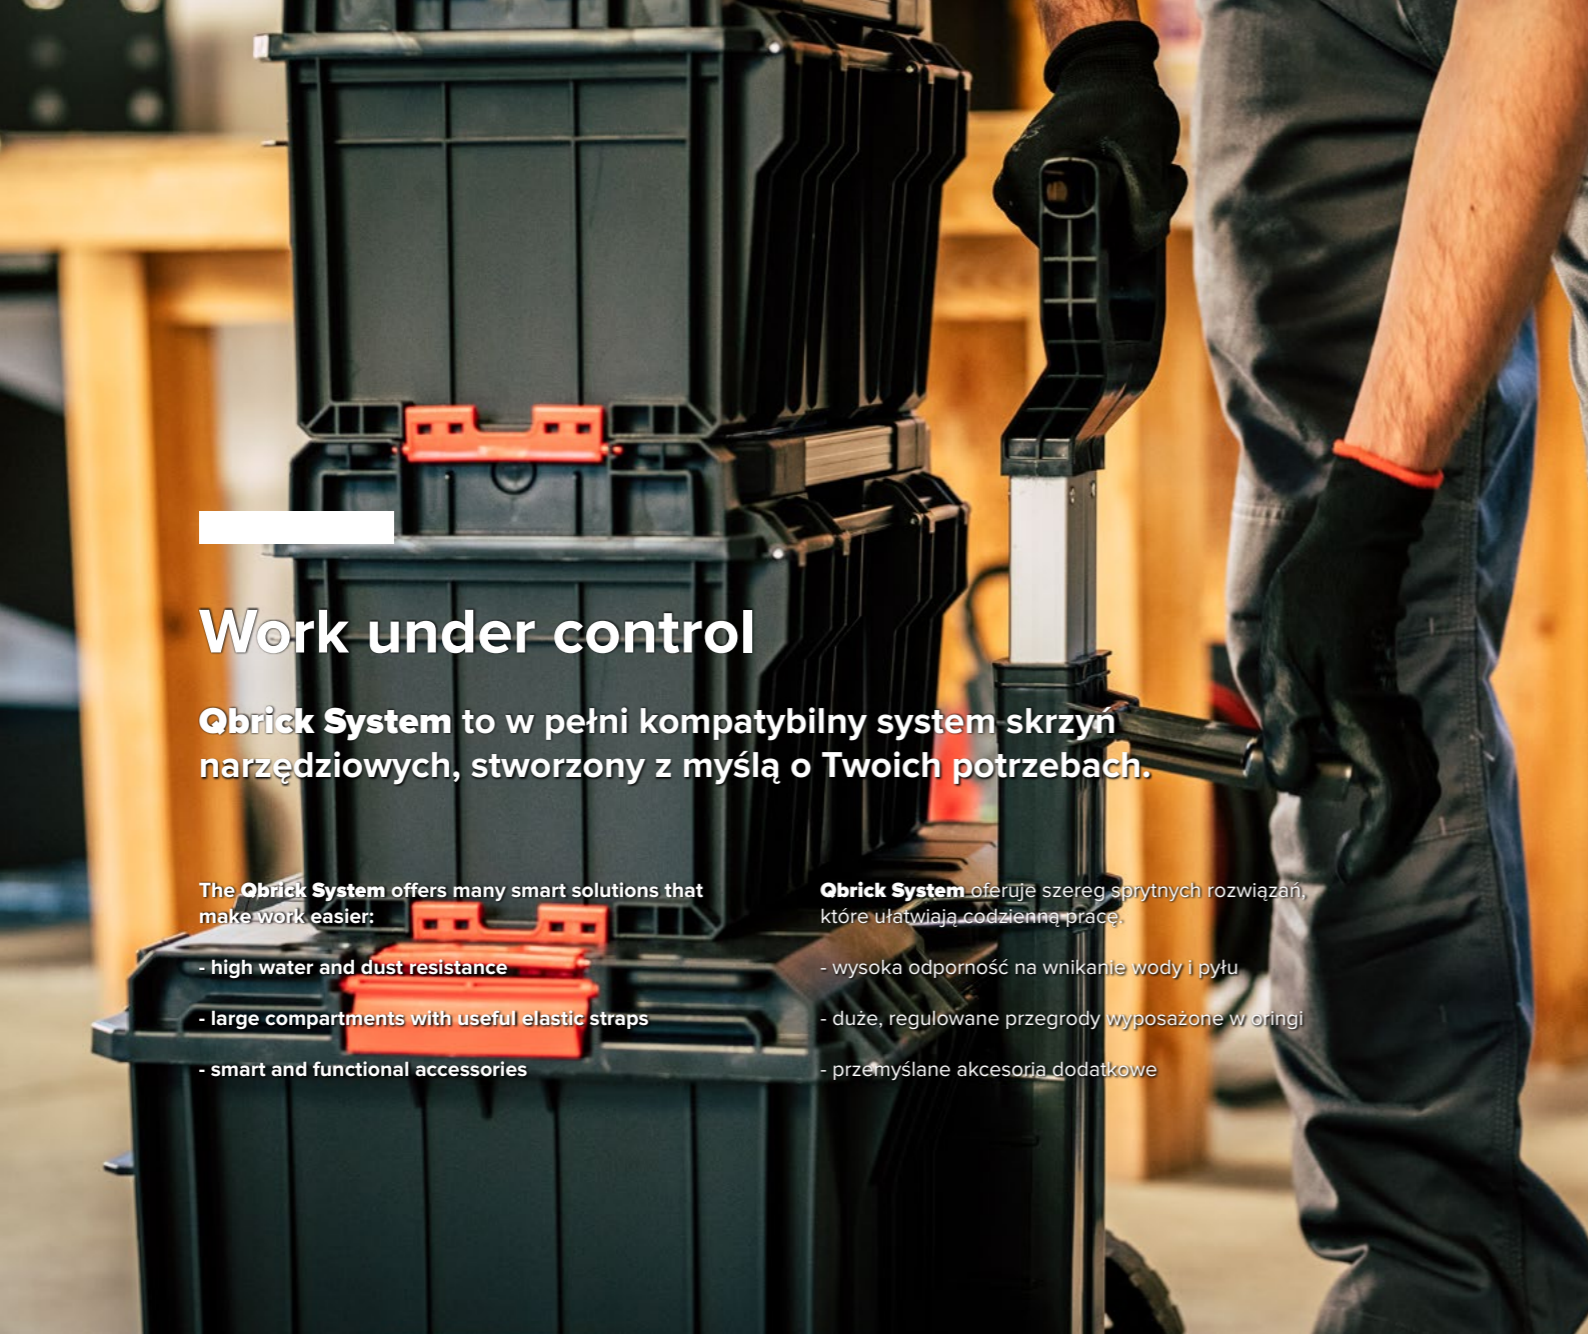 Work under control
Qbrick System to w pełni kompatybilny system skrzyń
narzędziowych, stworzony z myślą o Twoich potrzebach.
The Qbrick System offers many smart solutions that
make work easier:
- high water and dust resistance
- large compartments with useful elastic straps
- smart and functional accessories
Qbrick System oferuje szereg sprytnych rozwiązań,
które ułatwiają codzienną pracę.
- wysoka odporność na wnikanie wody i pyłu
- duże, regulowane przegrody wyposażone w oringi
- przemyślane akcesoria dodatkowe